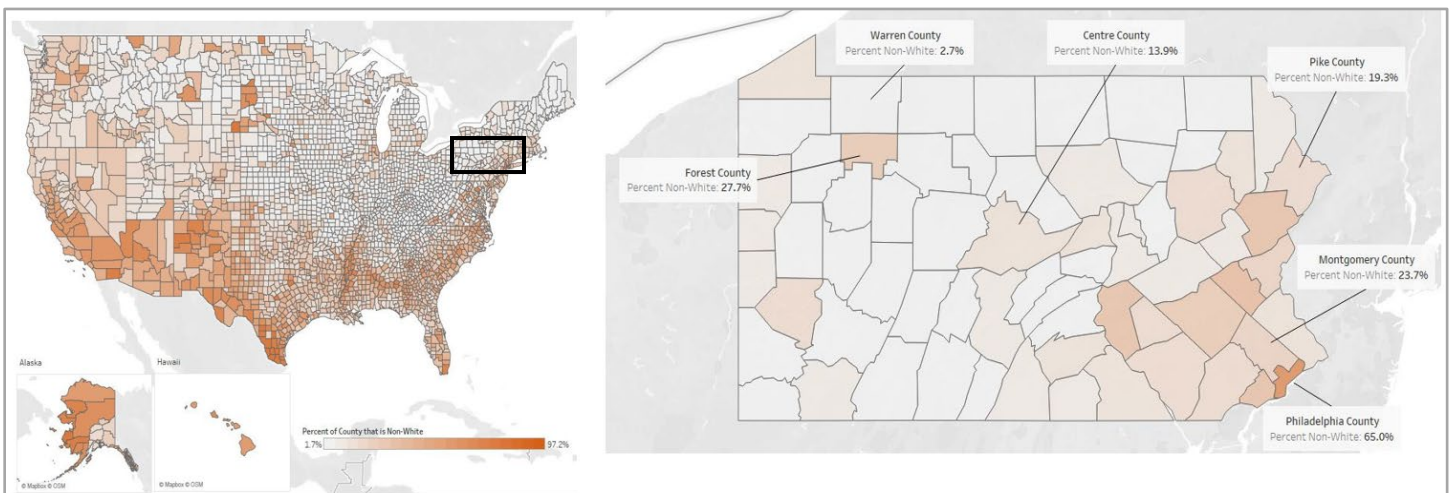 Alaska
Hawaii
© Mapbox © OSM
© Mapbox © OSM
Percent of County that is Non-White
1.7%
97.2%
Warren County
Percent Non-White: 2.7%
Centre County
Percent Non-White: 13.9%
Pike County
Percent Non-White: 19.3%
Forest County
Percent Non-White: 27.7%
Montgomery County
Percent Non-White: 23.7%
Philadelphia County
Percent Non-White: 65.0%